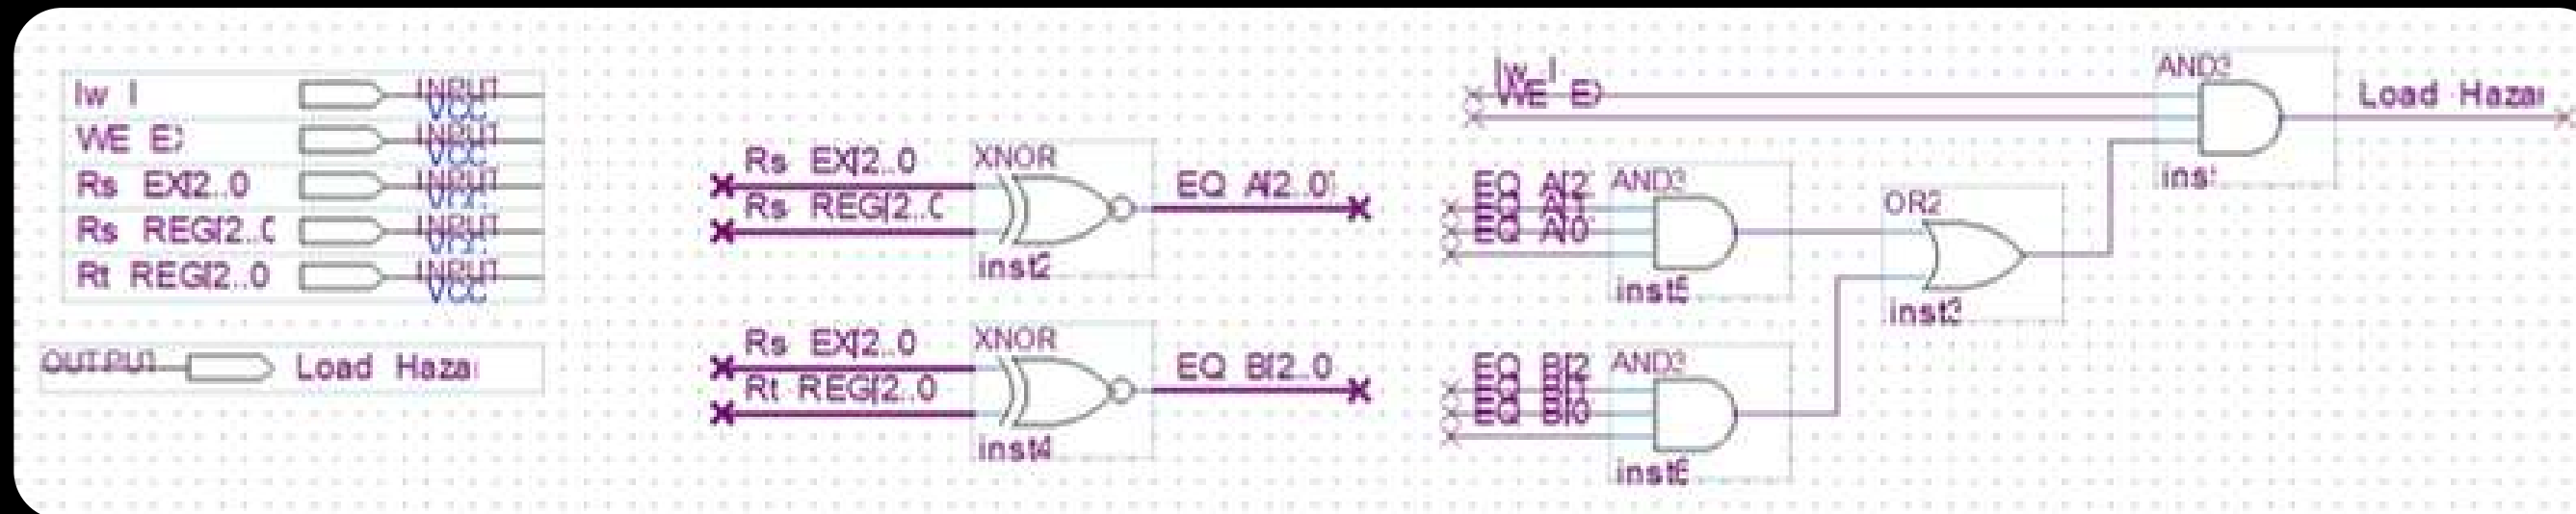 lw I
INPUT
VCC
WE E
INPUT
VCC
Rs EX[2..0
INPUT
VCC
Rs REG[2..
INPUT
VCC
Rt REG[2..0
INPUT
VCC
OUTPUT
Load Haza
Rs EX[2..0
Rs REG[2..
XNOR
inst2
EQ A[2..0]
Rs EX[2..0
Rt REG[2..0
XNOR
inst4
EQ B[2..0
lw I
WE E
EQ A[2
EQ A[1
EQ A[0
AND3
inst5
EQ B[2
EQ B[1
EQ B[0
AND3
inst6
OR2
inst3
AND3
inst
Load Haza